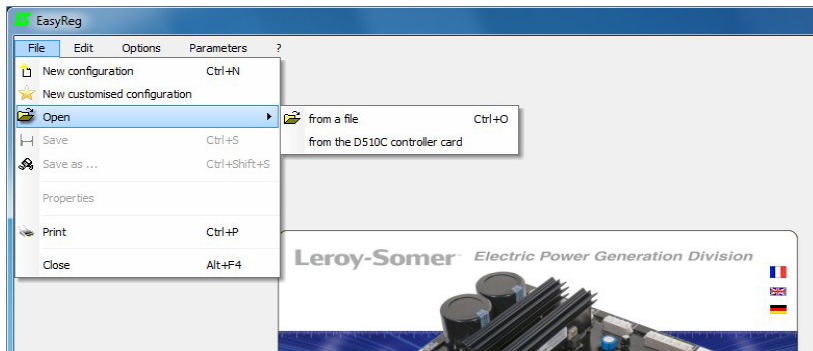 EasyReg
File Edit Options Parameters ?
New configuration Ctrl+N
New customised configuration
Open
from a file Ctrl+O
from the D510C controller card
Save Ctrl+S
Save as ... Ctrl+Shift+S
Properties
Print Ctrl+P
Close Alt+F4
Leroy-Somer Electric Power Generation Division